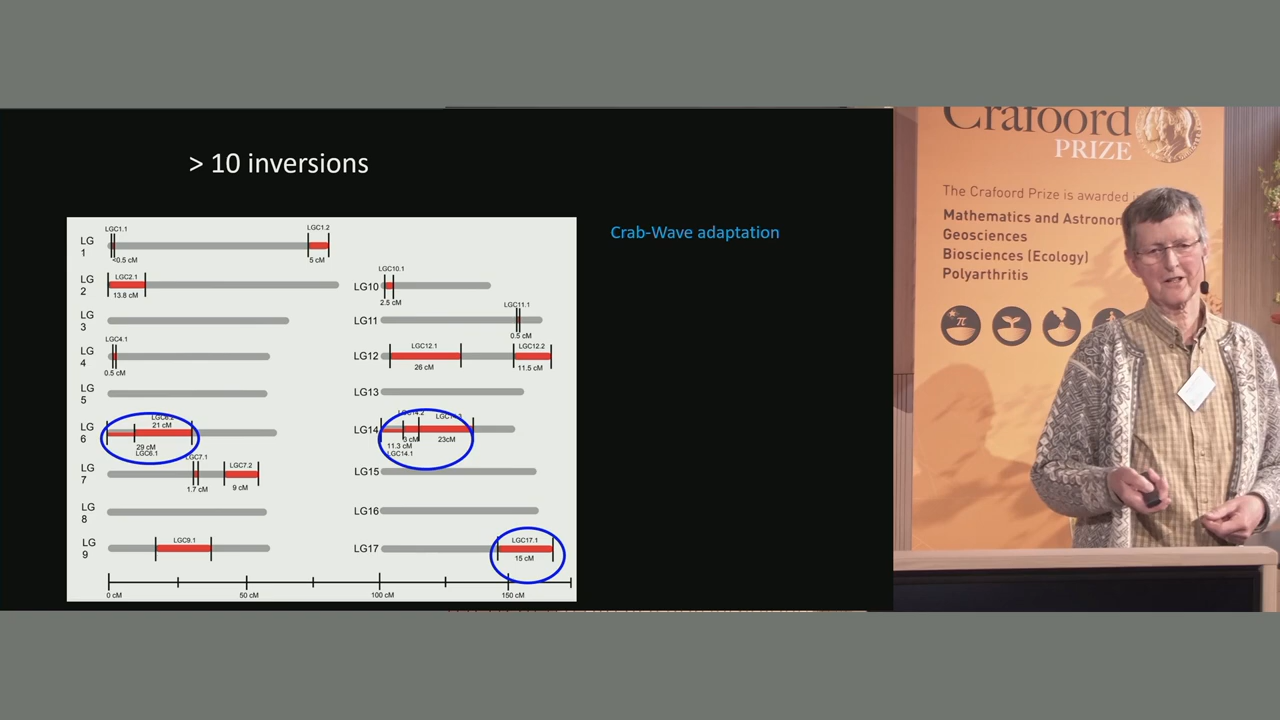 > 10 inversions
Crab-Wave adaptation
LG
1
LGC1.1
<0.5 cM
LGC1.2
5 cM
LG
2
LGC2.1
13.8 cM
LG
3
LG
4
LGC4.1
0.5 cM
LG
5
LG
6
21 cM
29 cM
LGC6.1
LG
7
1.7 cM
LGC7.2
9 cM
LG
8
LG
9
LGC9.1
LG10
LGC10.1
2.5 cM
LG11
LGC11.1
0.5 cM
LG12
LGC12.1
26 cM
LGC12.2
11.5 cM
LG13
LG14
11.3 cM
23cM
LGC14.1
LG15
LG16
LG17
LGC17.1
15 cM
0 cM
50 cM
100 cM
150 cM
Crafoord
PRIZE
The Crafoord Prize is awarded
Mathematics and Astronom
Geosciences
Biosciences (Ecology)
Polyarthritis
π